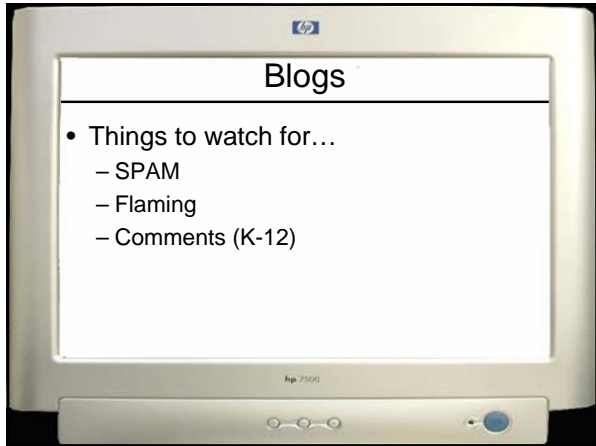 hp
Blogs
• Things to watch for…
– SPAM
– Flaming
– Comments (K-12)
hp 7500